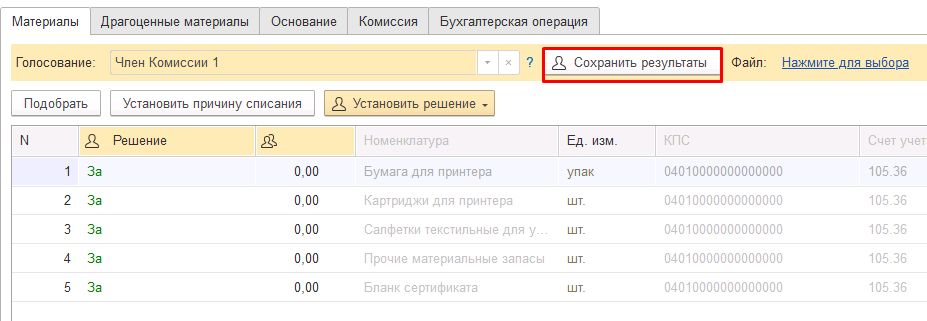 Материалы Драгоценные материалы Основание Комиссия Бухгалтерская операция
Голосование: Член Комиссии 1 ? Сохранить результаты Файл: Нажмите для выбора
Подобрать Установить причину списания Установить решение
N Решение Номенклатура Ед. изм. КПС Счет учет
1 За 0,00 Бумага для принтера упак 04010000000000000 105.36
2 За 0,00 Картриджи для принтера шт. 04010000000000000 105.36
3 За 0,00 Салфетки текстильные для у... шт. 04010000000000000 105.36
4 За 0,00 Прочие материальные запасы шт. 04010000000000000 105.36
5 За 0,00 Бланк сертификата шт. 04010000000000000 105.36